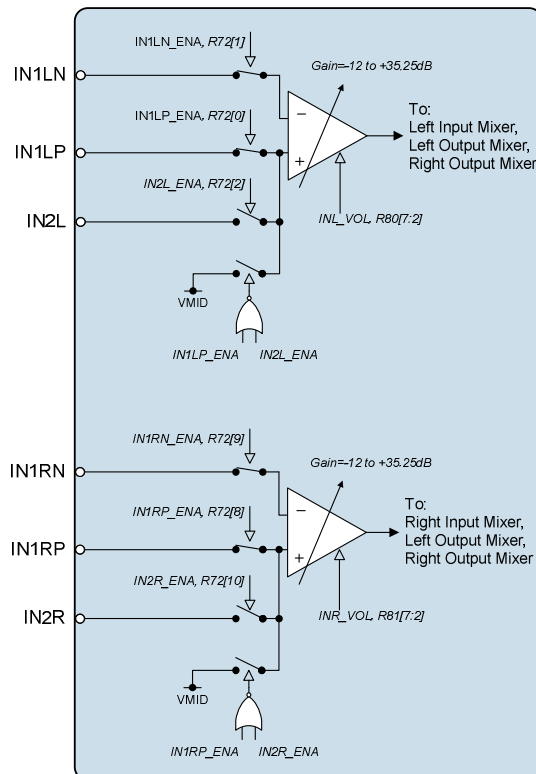 IN1LN_ENA, R72[1]
Gain=-12 to +35.25dB
IN1LN
IN1LP_ENA, R72[0]
To:
Left Input Mixer,
Left Output Mixer,
Right Output Mixer
IN1LP
−
+
IN2L_ENA, R72[2]
IN2L
INL_VOL, R80[7:2]
VMID
IN1LP_ENA IN2L_ENA
IN1RN_ENA, R72[9]
Gain=-12 to +35.25dB
IN1RN
IN1RP_ENA, R72[8]
To:
Right Input Mixer,
Left Output Mixer,
Right Output Mixer
IN1RP
−
+
IN2R_ENA, R72[10]
IN2R
INR_VOL, R81[7:2]
VMID
IN1RP_ENA IN2R_ENA